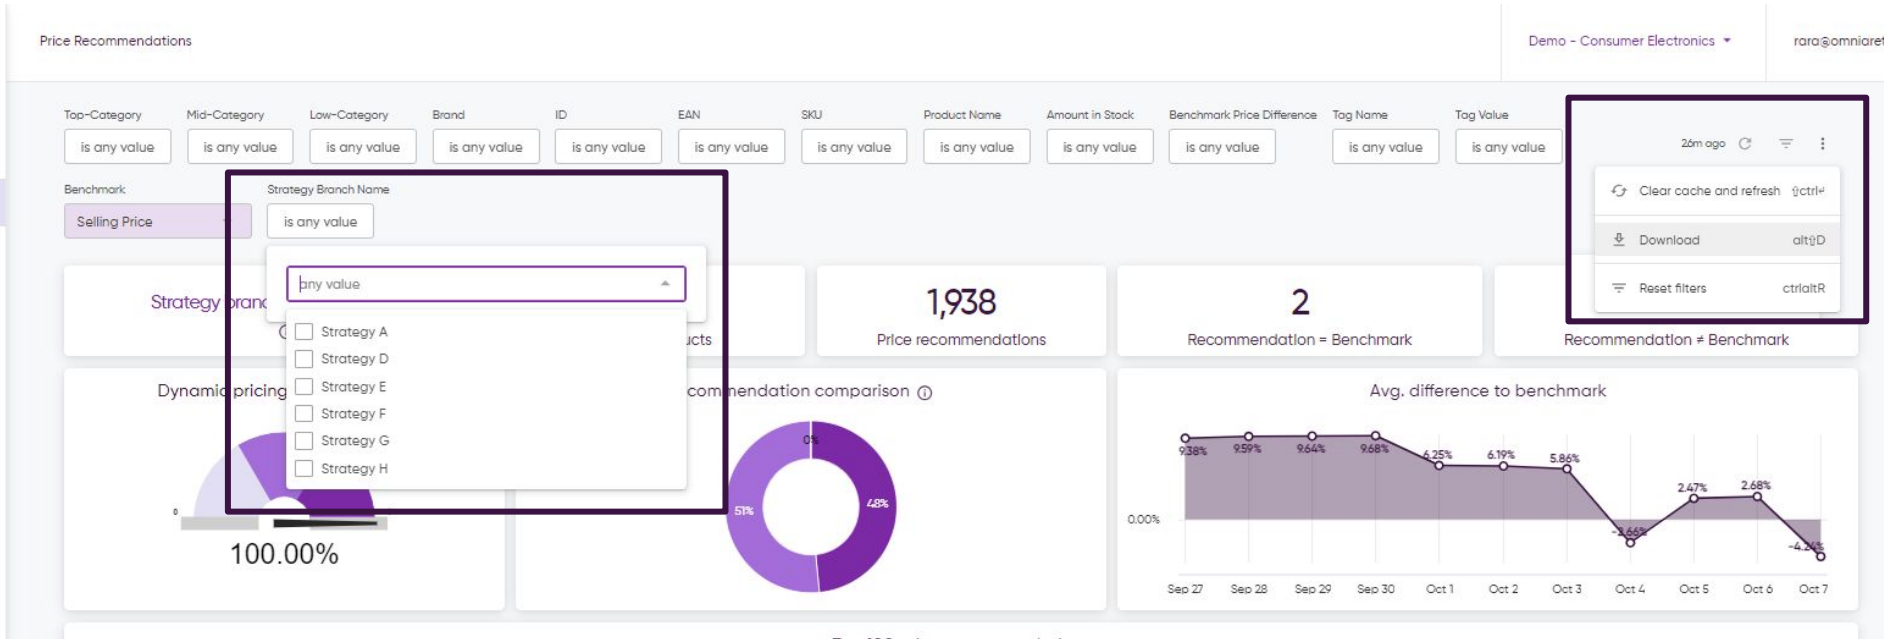 Price Recommendations
Demo - Consumer Electronics
rara@omniaret
Top-Category Mid-Category Low-Category Brand ID EAN SKU Product Name Amount in Stock Benchmark Price Difference Tag Name Tag Value
is any value is any value is any value is any value is any value is any value is any value is any value is any value is any value is any value is any value
26m ago
Clear cache and refresh ⇧ctrl↵
Download alt⇧D
Reset filters ctrlaltR
Benchmark Strategy Branch Name
Selling Price is any value
any value
Strategy A
Strategy D
Strategy E
Strategy F
Strategy G
Strategy H
Strategy
1,938
Price recommendations
2
Recommendation = Benchmark
Recommendation ≠ Benchmark
Dynamic pricing
0
100.00%
commendation comparison
0%
51%
48%
Avg. difference to benchmark
9.38% 9.59% 9.64% 9.68% 6.25% 6.19% 5.86% 2.47% 2.68%
0.00%
Sep 27 Sep 28 Sep 29 Sep 30 Oct 1 Oct 2 Oct 3 Oct 4 Oct 5 Oct 6 Oct 7